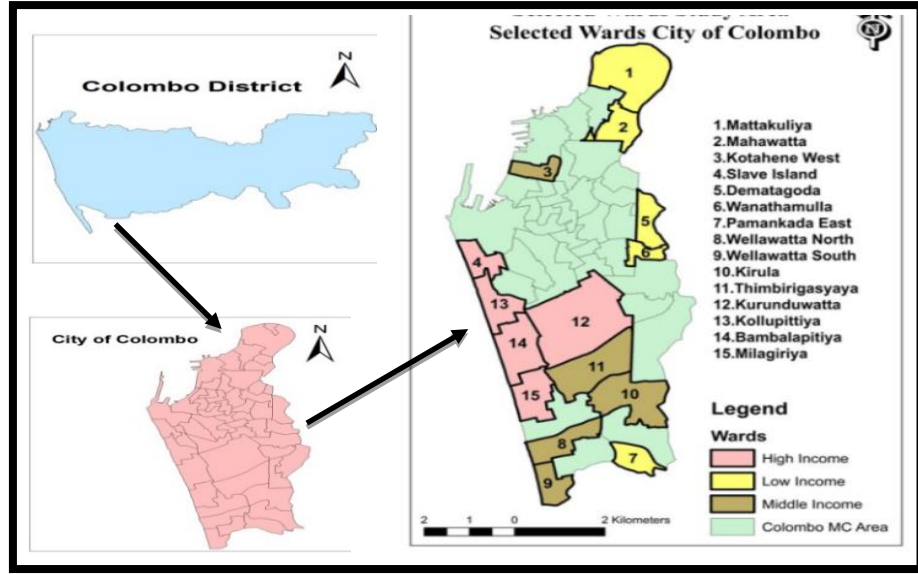 Colombo District
N
City of Colombo
N
Selected Wards Study Area
Selected Wards City of Colombo
N
1
2
3
4
5
6
7
8
9
10
11
12
13
14
15
1.Mattakuliya
2.Mahawatta
3.Kotahene West
4.Slave Island
5.Dematagoda
6.Wanathamulla
7.Pamankada East
8.Wellawatta North
9.Wellawatta South
10.Kirula
11.Thimbirigasyaya
12.Kurunduwatta
13.Kollupittiya
14.Bambalapitiya
15.Milagiriya
Legend
Wards
High Income
Low Income
Middle Income
Colombo MC Area
2 1 0 2 Kilometers